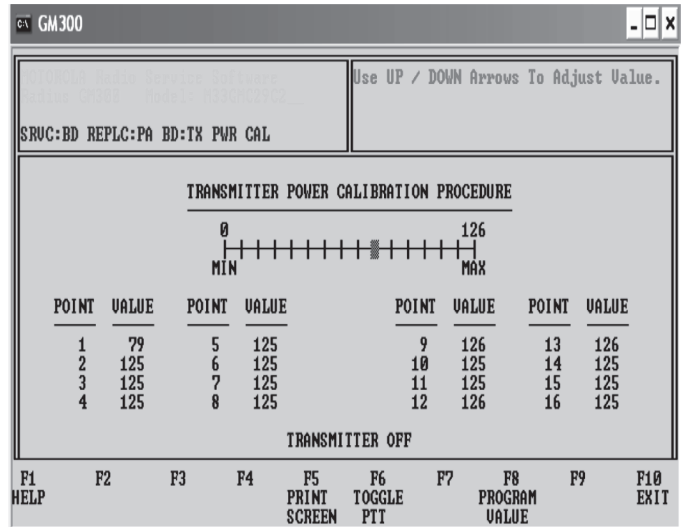 GM300
MOTOROLA Radio Service Software
Use UP / DOWN Arrows To Adjust Value.
SRVC:BD REPLC:PA BD:TX PWR CAL
TRANSMITTER POWER CALIBRATION PROCEDURE
0 126
MIN MAX
POINT VALUE POINT VALUE POINT VALUE POINT VALUE
1 79 5 125 9 126 13 126
2 125 6 125 10 125 14 125
3 125 7 125 11 125 15 125
4 125 8 125 12 126 16 125
TRANSMITTER OFF
F1 F2 F3 F4 F5 F6 F7 F8 F9 F10
HELP PRINT TOGGLE PROGRAM EXIT
SCREEN PTT VALUE